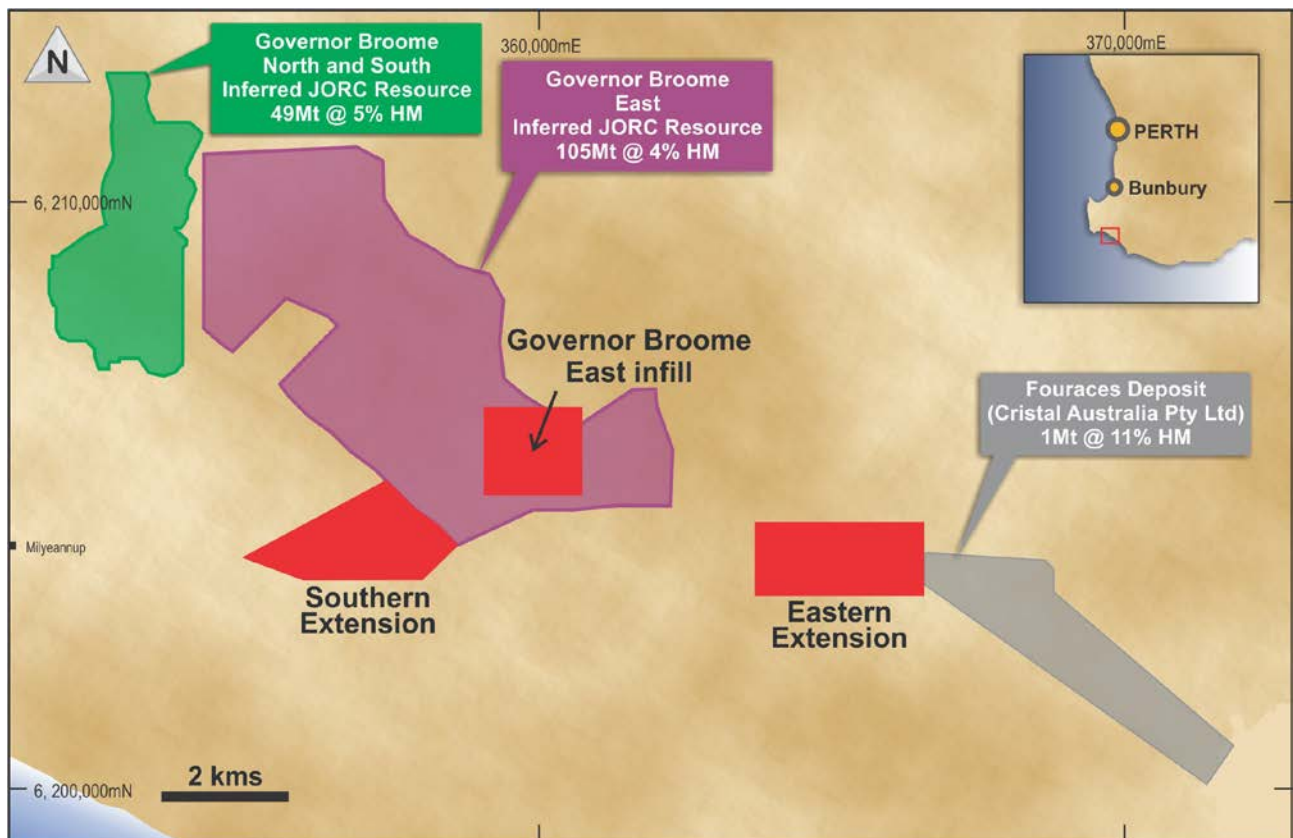 N
Governor Broome
North and South
Inferred JORC Resource
49Mt @ 5% HM
360,000mE
370,000mE
Governor Broome
East
Inferred JORC Resource
105Mt @ 4% HM
PERTH
Bunbury
6, 210,000mN
Governor Broome
East infill
Fouraces Deposit
(Cristal Australia Pty Ltd)
1Mt @ 11% HM
Milyeannup
Southern
Extension
Eastern
Extension
2 kms
6, 200,000mN